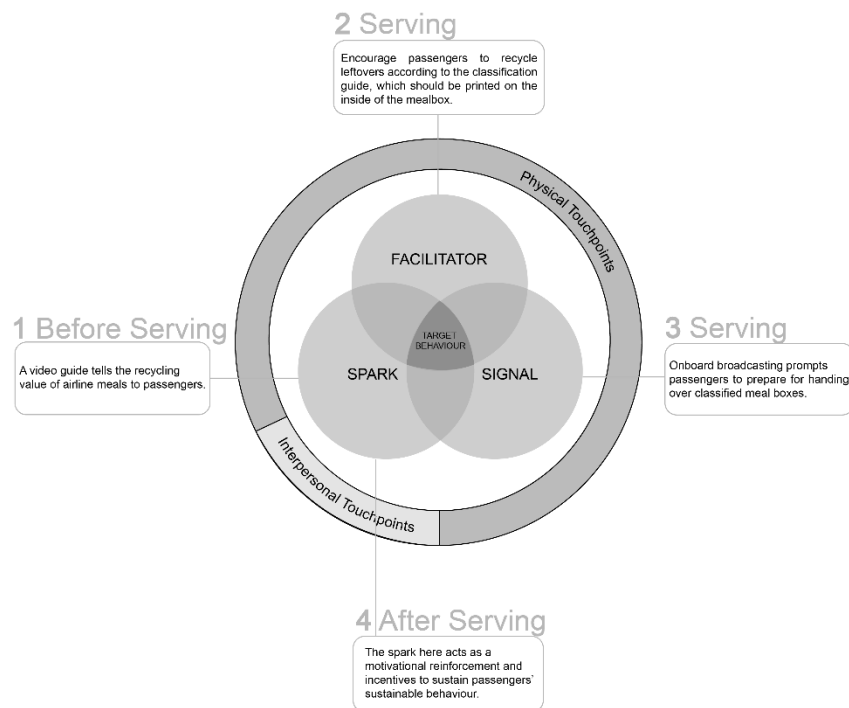 2 Serving
Encourage passengers to recycle
leftovers according to the classification
guide, which should be printed on the
inside of the mealbox.
Physical Touchpoints
FACILITATOR
1 Before Serving
A video guide tells the recycling
value of airline meals to passengers.
TARGET
BEHAVIOUR
SPARK
SIGNAL
3 Serving
Onboard broadcasting prompts
passengers to prepare for handing
over classified meal boxes.
Interpersonal Touchpoints
4 After Serving
The spark here acts as a
motivational reinforcement and
incentives to sustain passengers'
sustainable behaviour.